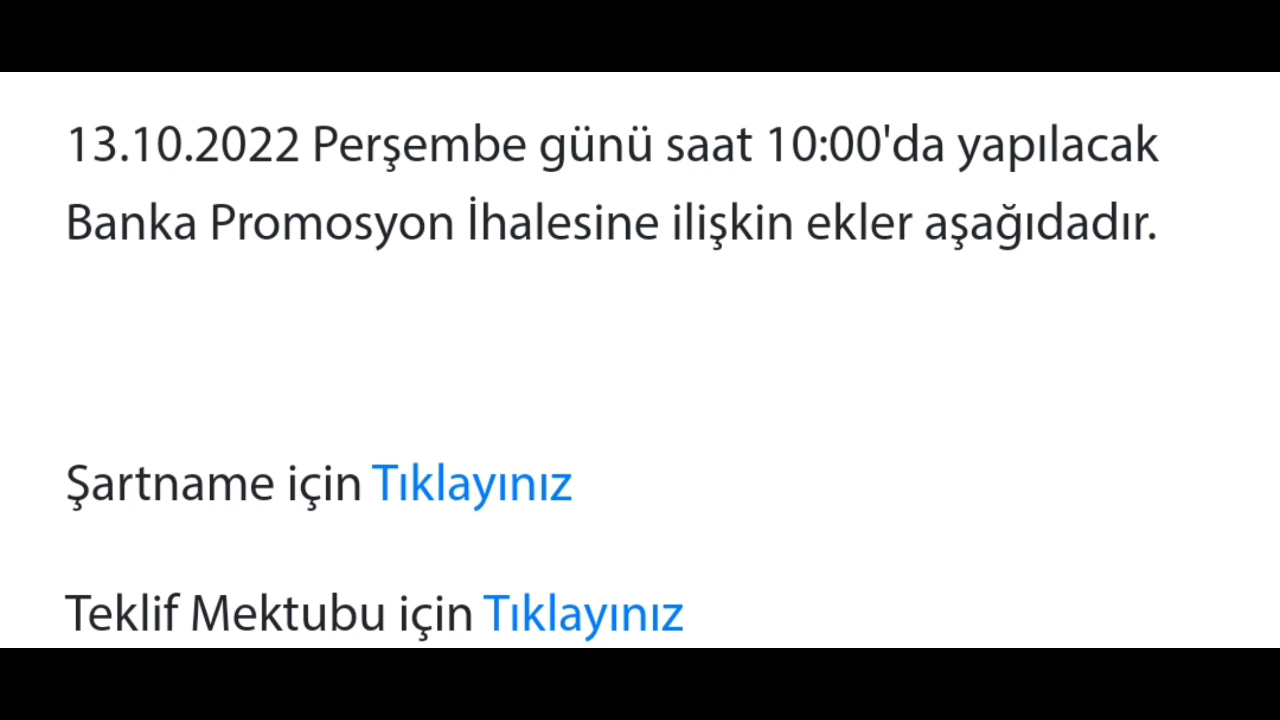 13.10.2022 Perşembe günü saat 10:00'da yapılacak
Banka Promosyon İhalesine ilişkin ekler aşağıdadır.
Şartname için Tıklayınız
Teklif Mektubu için Tıklayınız